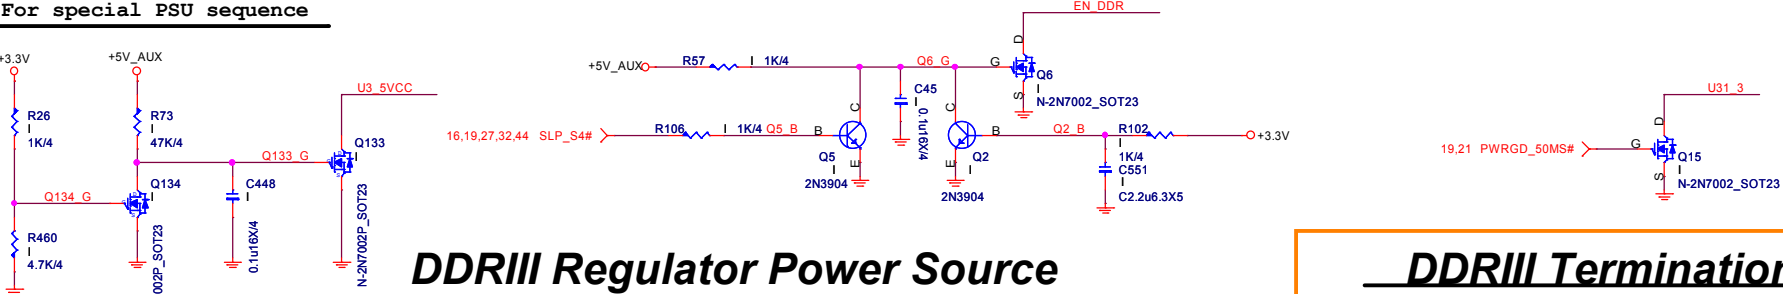 For special PSU sequence
+3.3V
R26
I
1K/4
Q134_G
R460
I
4.7K/4
+5V_AUX
R73
I
47K/4
Q134
I
002P_SOT23
C448
I
0.1u16X/4
Q133_G
U3_5VCC
Q133
I
N-2N7002P_SOT23
+5V_AUX
R57
I 1K/4
16,19,27,32,44 SLP_S4#
R106
I 1K/4
Q5_B
B
C
E
Q5
I
2N3904
C45
I
0.1u16X/4
Q6_G
EN_DDR
G
D
S
Q6
I
N-2N7002_SOT23
C
B
E
Q2
I
2N3904
Q2_B
R102
I
1K/4
+3.3V
C551
I
C2.2u6.3X5
19,21 PWRGD_50MS#
U31_3
G
D
S
Q15
I
N-2N7002_SOT23
DDRIII Regulator Power Source
DDRIII Termination